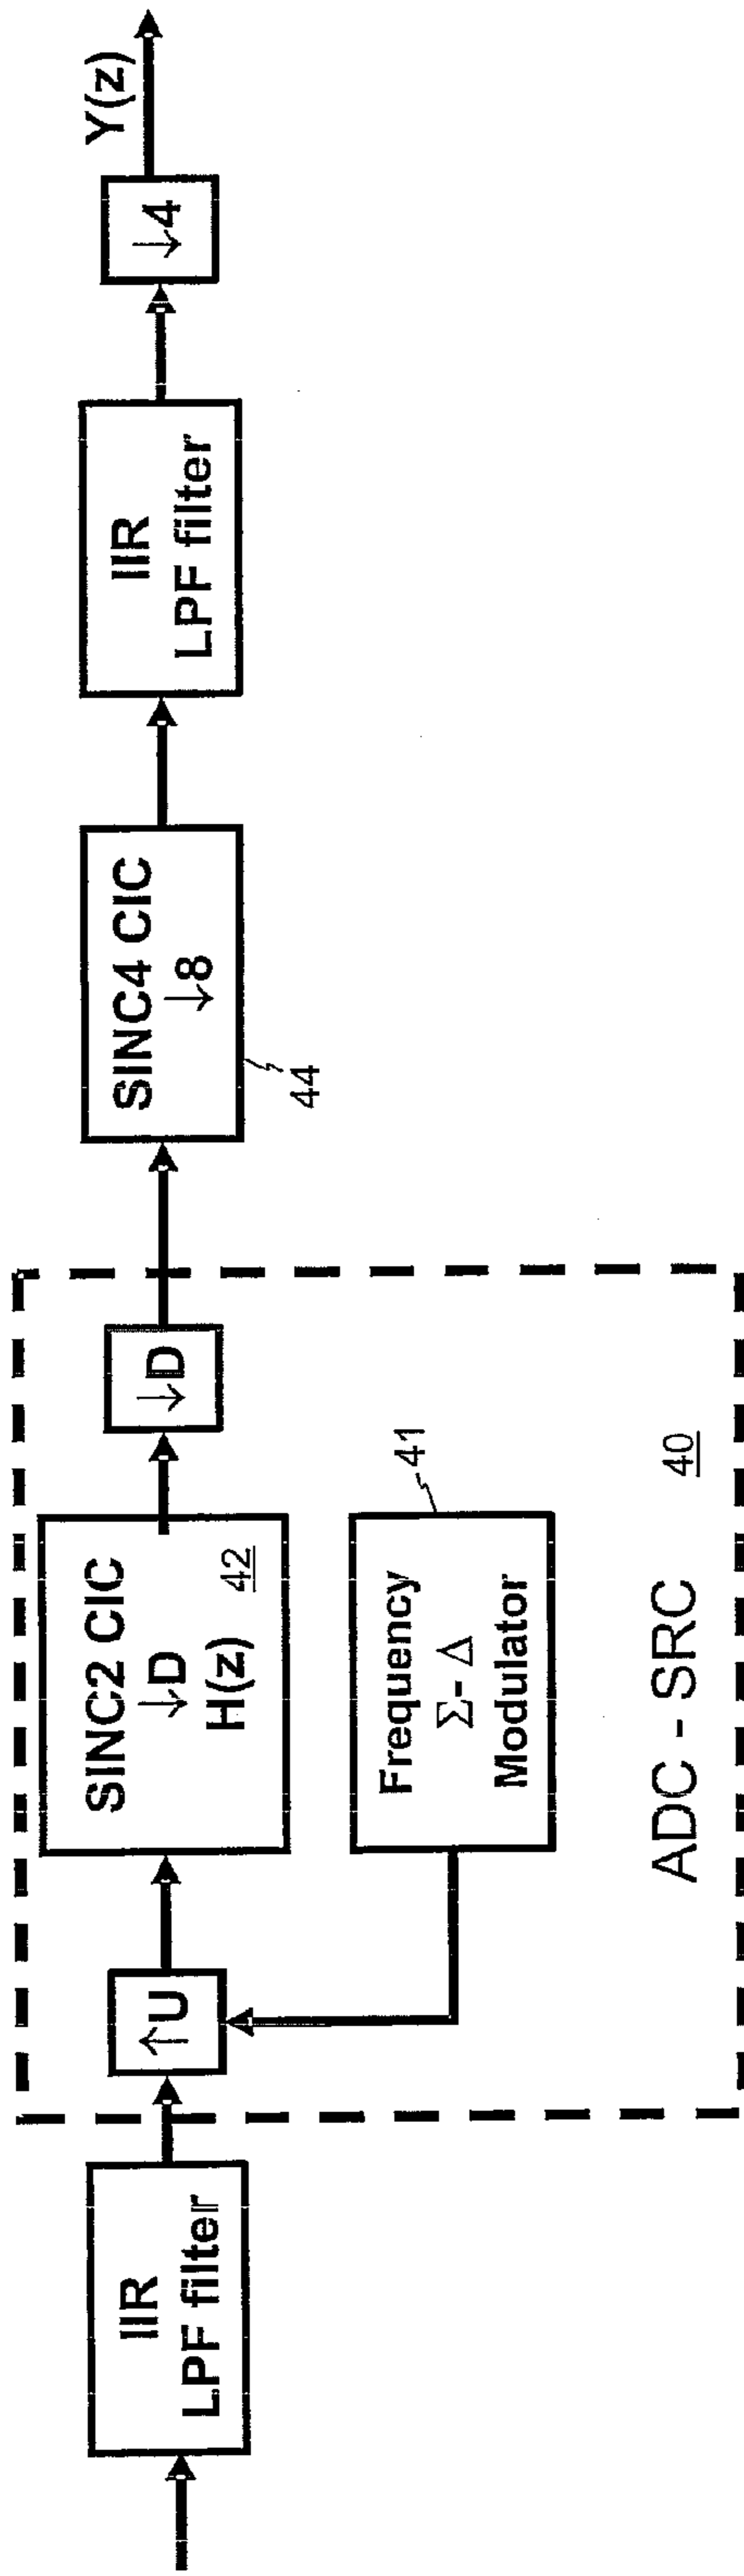 IIR
LPF filter
↑U
SINC2 CIC
↓D
H(z)
42
Frequency
Σ-Δ
Modulator
41
↓D
ADC - SRC
40
SINC4 CIC
↓8
44
IIR
LPF filter
↓4
Y(z)